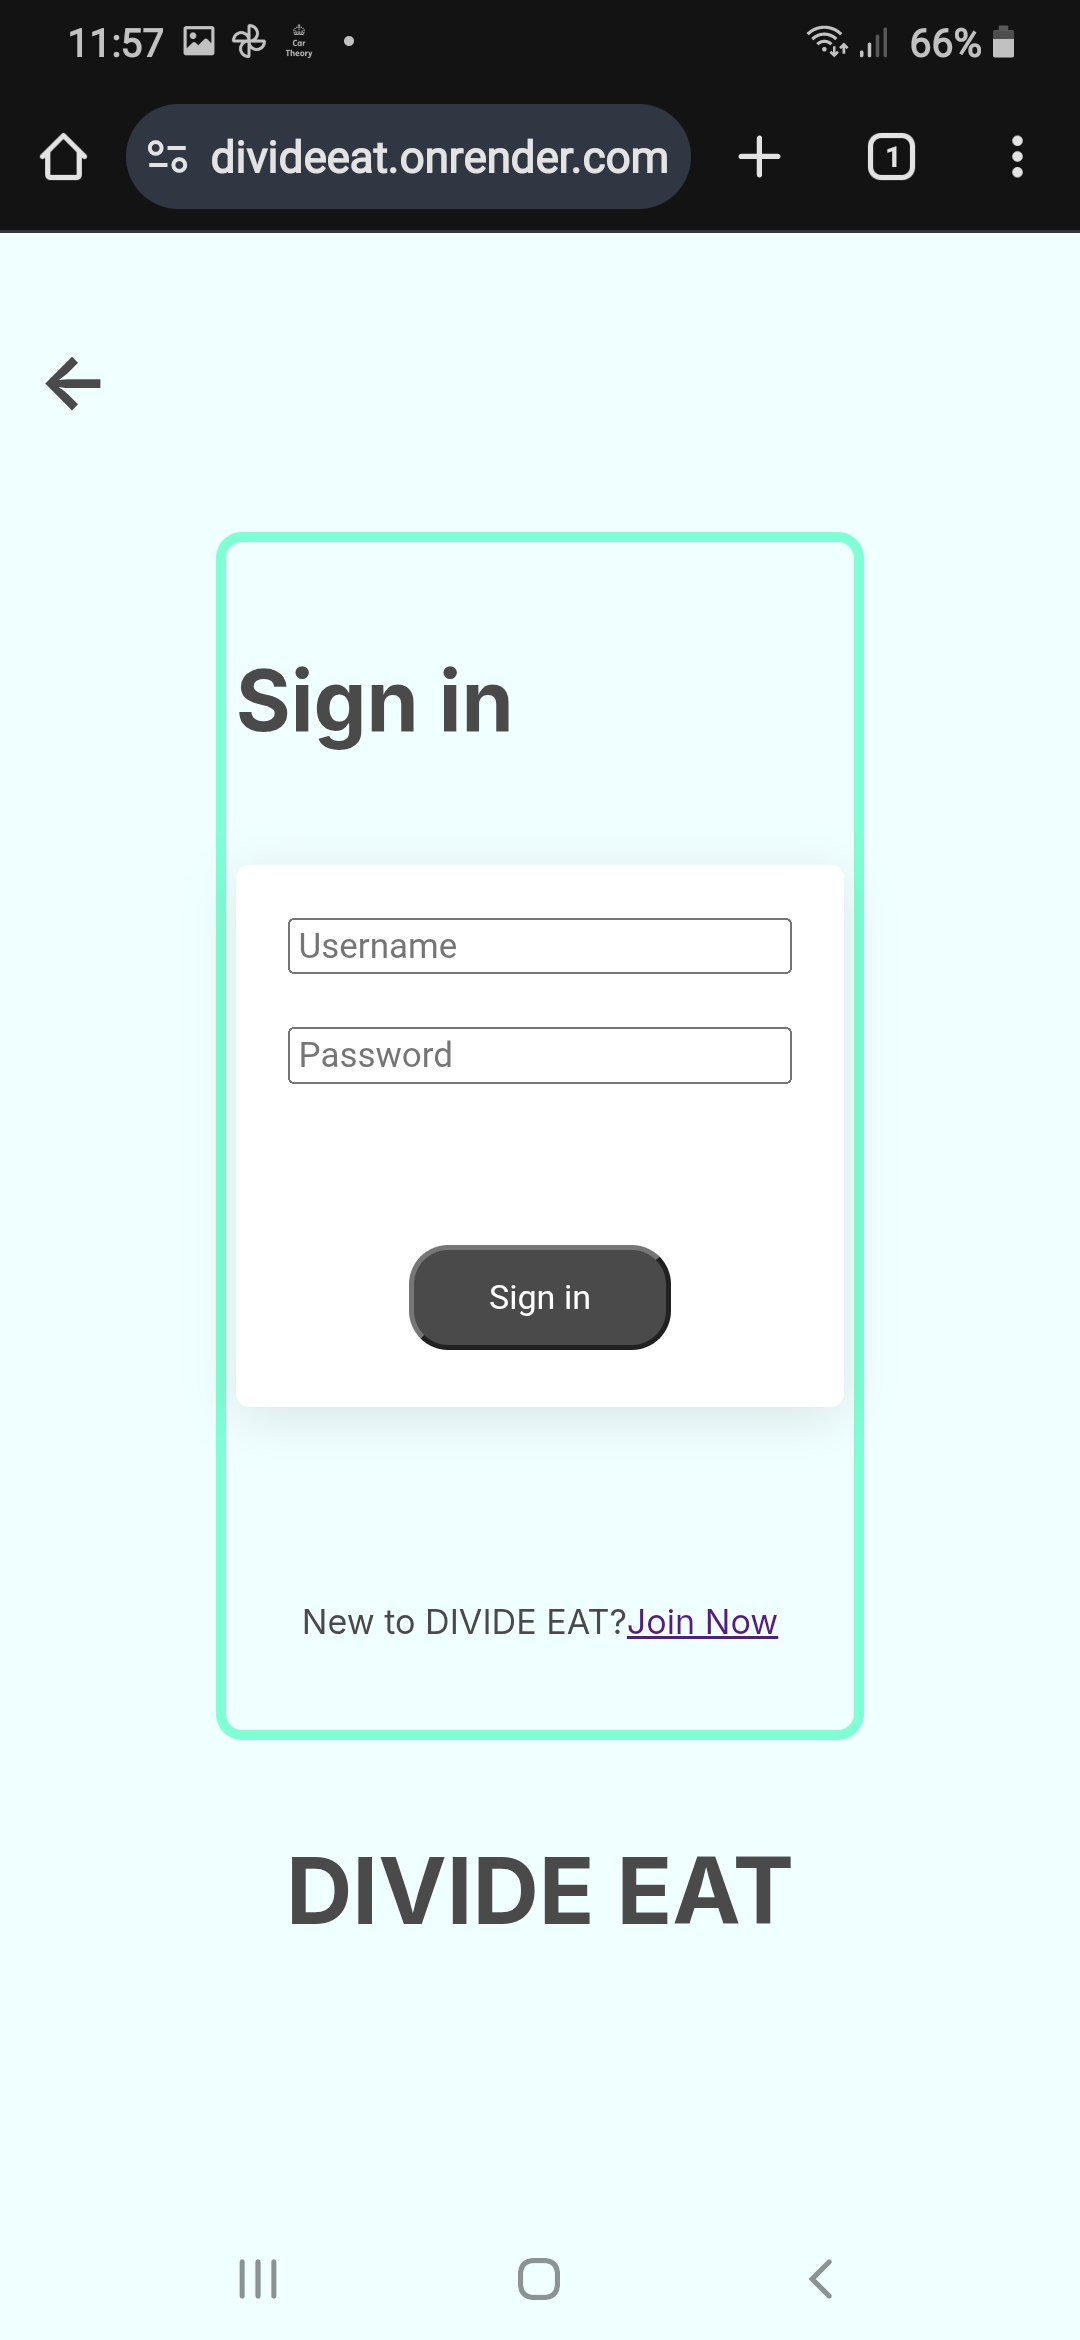 11:57
Car
Theory
66%
divideeat.onrender.com
1
Sign in
Username
Password
Sign in
New to DIVIDE EAT?Join Now
DIVIDE EAT